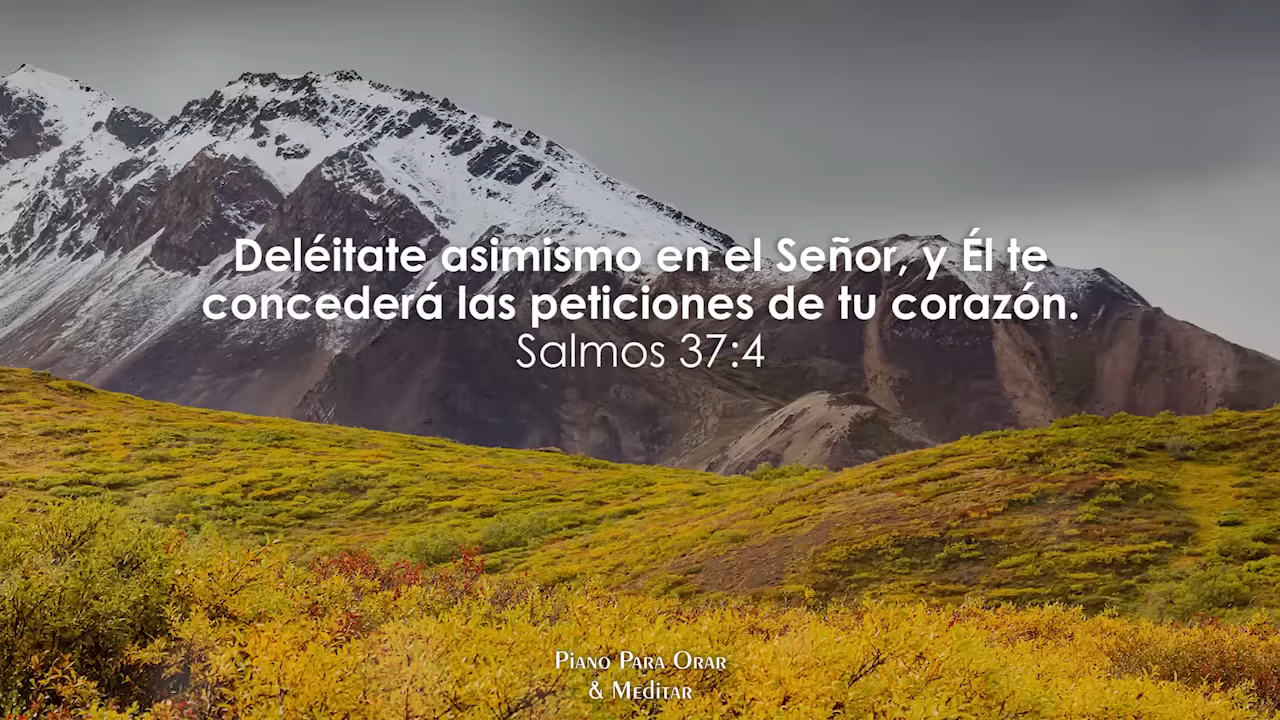 Deléitate asimismo en el Señor, y Él te
concederá las peticiones de tu corazón.
Salmos 37:4
Piano Para Orar
& Meditar